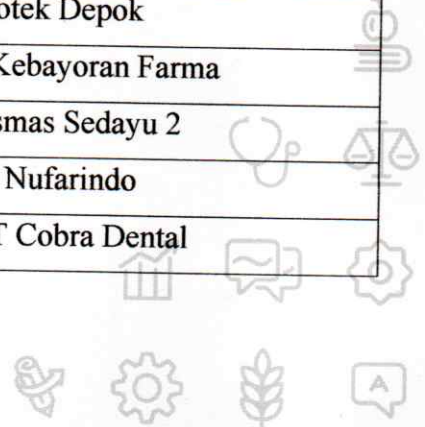 otek Depok
Kebayoran Farma
smas Sedayu 2
Nufarindo
T Cobra Dental
A